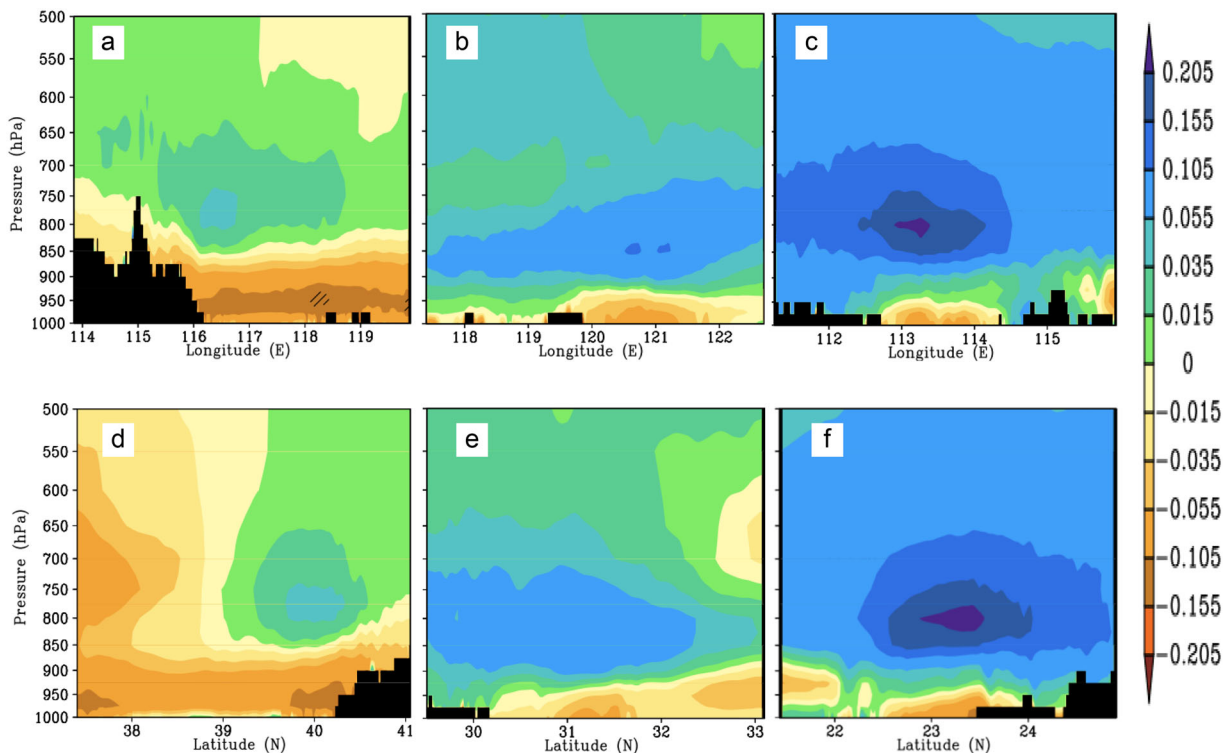 a b c
500
550
600
650
700
750
800
850
900
950
1000
Pressure (hPa)
114 115 116 117 118 119
Longitude (E)
118 119 120 121 122
Longitude (E)
112 113 114 115
Longitude (E)
d e f
500
550
600
650
700
750
800
850
900
950
1000
Pressure (hPa)
38 39 40 41
Latitude (N)
30 31 32 33
Latitude (N)
22 23 24
Latitude (N)
0.205
0.155
0.105
0.055
0.035
0.015
0
-0.015
-0.035
-0.055
-0.105
-0.155
-0.205